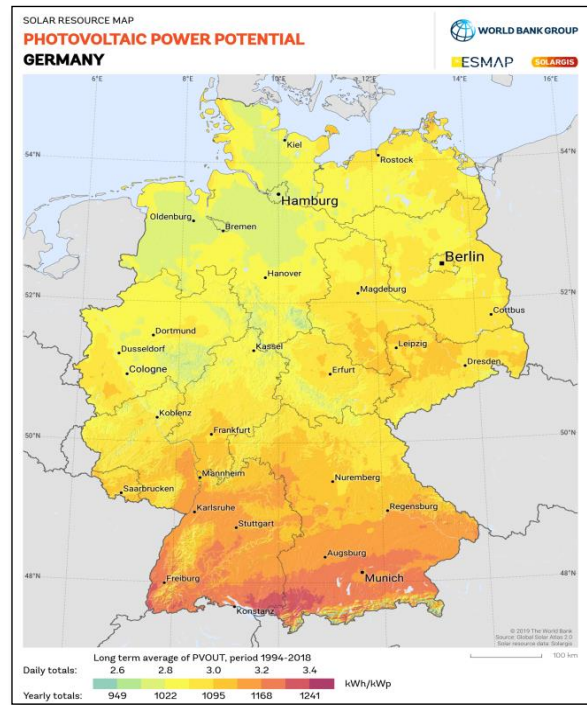 SOLAR RESOURCE MAP
PHOTOVOLTAIC POWER POTENTIAL
GERMANY
WORLD BANK GROUP
ESMAP
SOLARGIS
6°E 8°E 10°E 12°E 14°E 16°E
54°N 54°N
Kiel
Rostock
Hamburg
Oldenburg
Bremen
Berlin
Hanover
Magdeburg
52°N 52°N
Cottbus
Dortmund
Dusseldorf
Kassel
Leipzig
Cologne
Erfurt
Dresden
Koblenz
Frankfurt
50°N 50°N
Mannheim
Saarbrucken
Nuremberg
Karlsruhe
Regensburg
Stuttgart
Augsburg
48°N 48°N
Freiburg
Munich
Konstanz
© 2019 The World Bank
Source: Global Solar Atlas 2.0
Solar resource data: Solargis
100 km
Long term average of PVOUT, period 1994-2018
Daily totals: 2.6 2.8 3.0 3.2 3.4
kWh/kWp
Yearly totals: 949 1022 1095 1168 1241